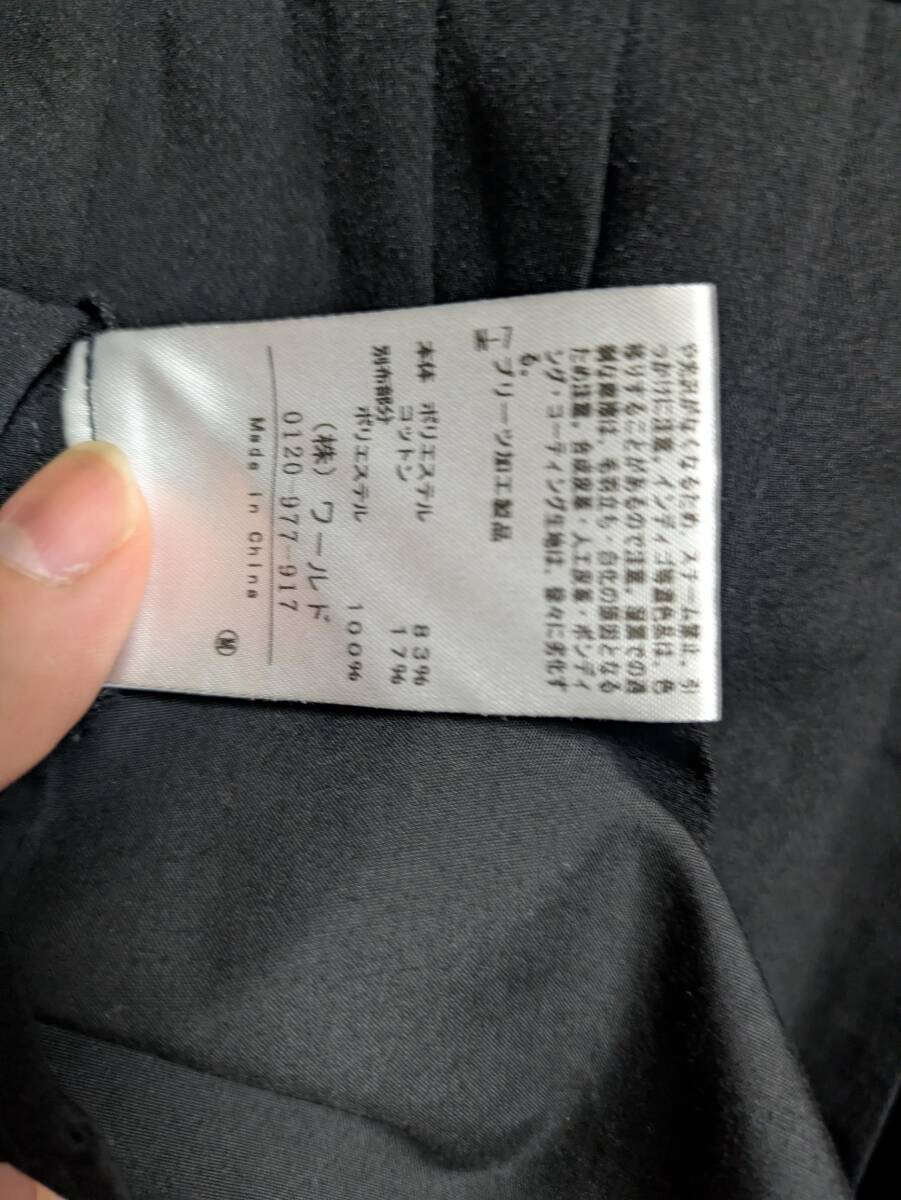 や光沢がなくなるため、スチーム禁止。引
っかけに注意。インディゴ等濃色品は、色
移りすることがあるので注意。湿潤での過
剰な摩擦は、毛羽立ち・白化の原因となる
ため注意。合成皮革・人工皮革・ボンディ
ング・コーティング生地は、徐々に劣化す
る。
プリーツ加工製品
本体 ポリエステル 83%
コットン 17%
別布部分
ポリエステル 100%
(株)ワールド
0120-977-917
Made in China